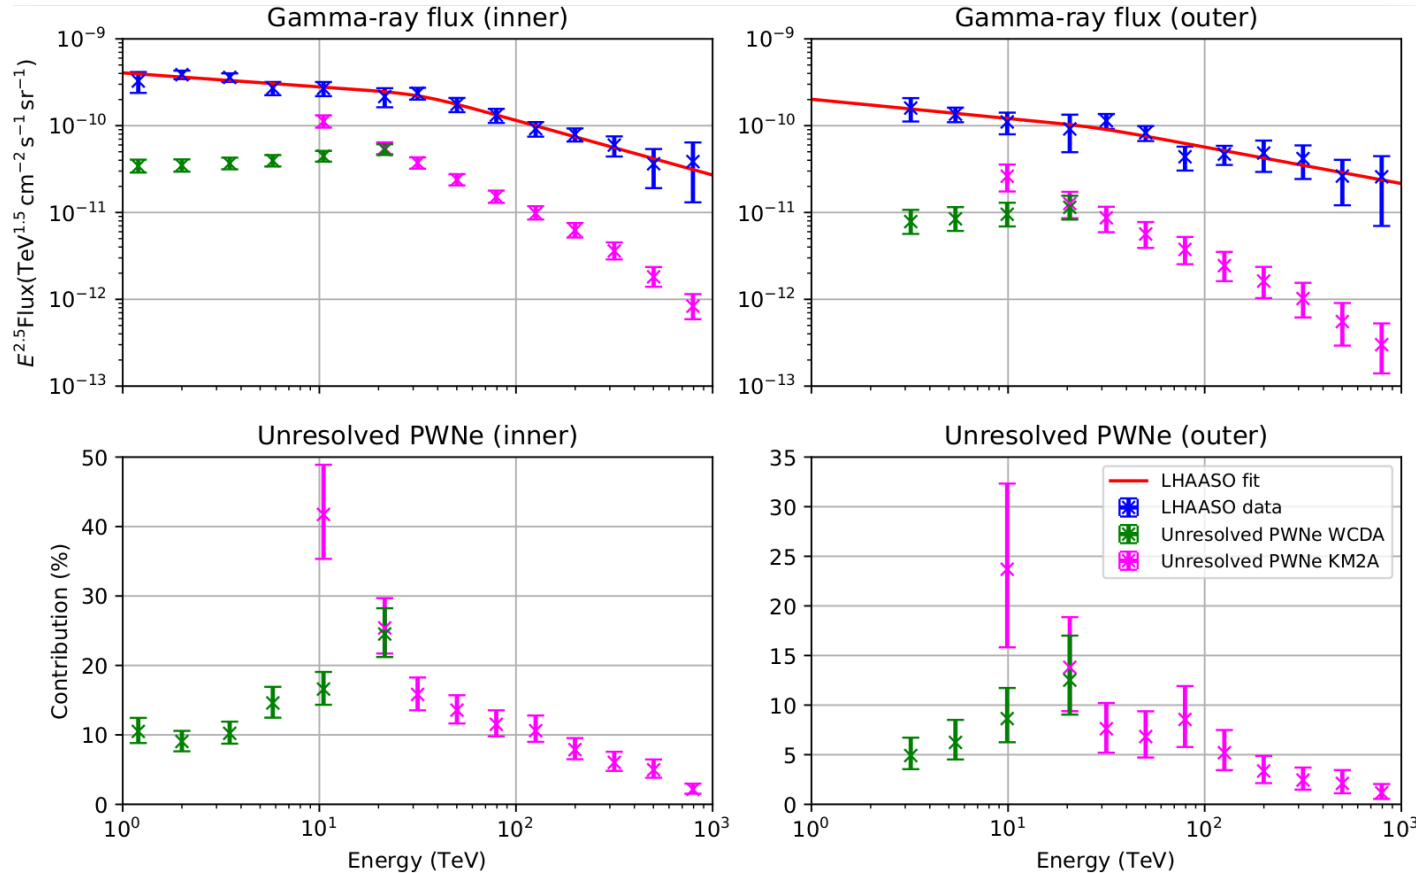 Gamma-ray flux (inner)
Gamma-ray flux (outer)
E^2.5Flux(TeV^1.5 cm^−2 s^−1 sr^−1)
10^−9
10^−10
10^−11
10^−12
10^−13
10^−9
10^−10
10^−11
10^−12
10^−13
Unresolved PWNe (inner)
Unresolved PWNe (outer)
Contribution (%)
50
40
30
20
10
0
35
30
25
20
15
10
5
0
LHAASO fit
LHAASO data
Unresolved PWNe WCDA
Unresolved PWNe KM2A
10^0 10^1 10^2 10^3
10^0 10^1 10^2 10^3
Energy (TeV)
Energy (TeV)